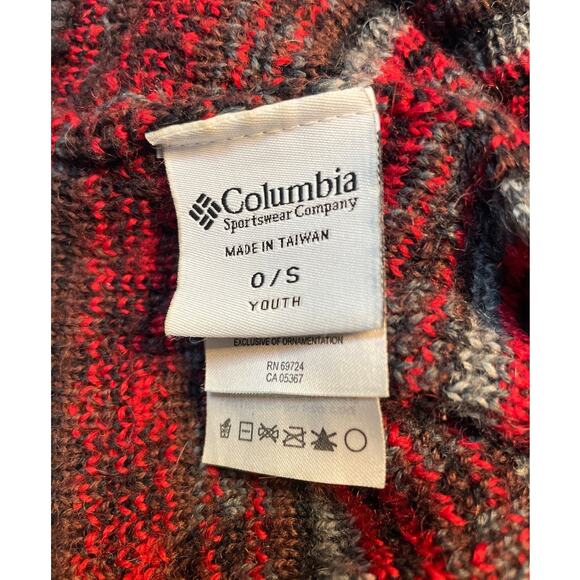 Columbia
Sportswear Company
MADE IN TAIWAN
O/S
YOUTH
EXCLUSIVE OF ORNAMENTATION
RN 69724
CA 05367